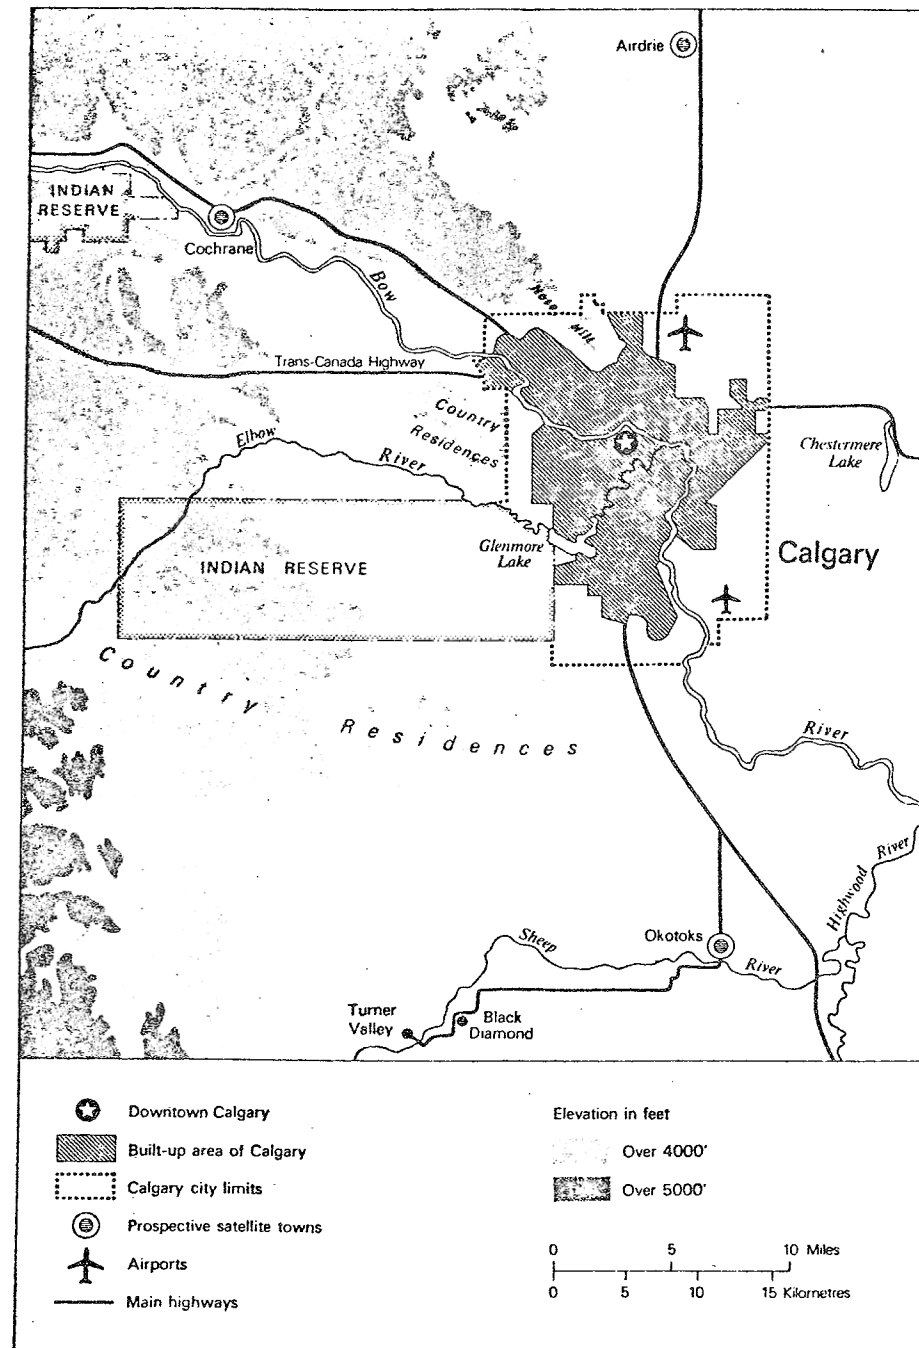 Airdrie
INDIAN
RESERVE
Cochrane
Bow
Nose
Hill
Trans-Canada Highway
Country
Residences
Elbow
River
Chestermere
Lake
Glenmore
Lake
Calgary
INDIAN RESERVE
Country
Residences
River
River
Highwood
Okotoks
Sheep
River
Turner
Valley
Black
Diamond
Downtown Calgary
Built-up area of Calgary
Calgary city limits
Prospective satellite towns
Airports
Main highways
Elevation in feet
Over 4000'
Over 5000'
0 5 10 Miles
0 5 10 15 Kilometres